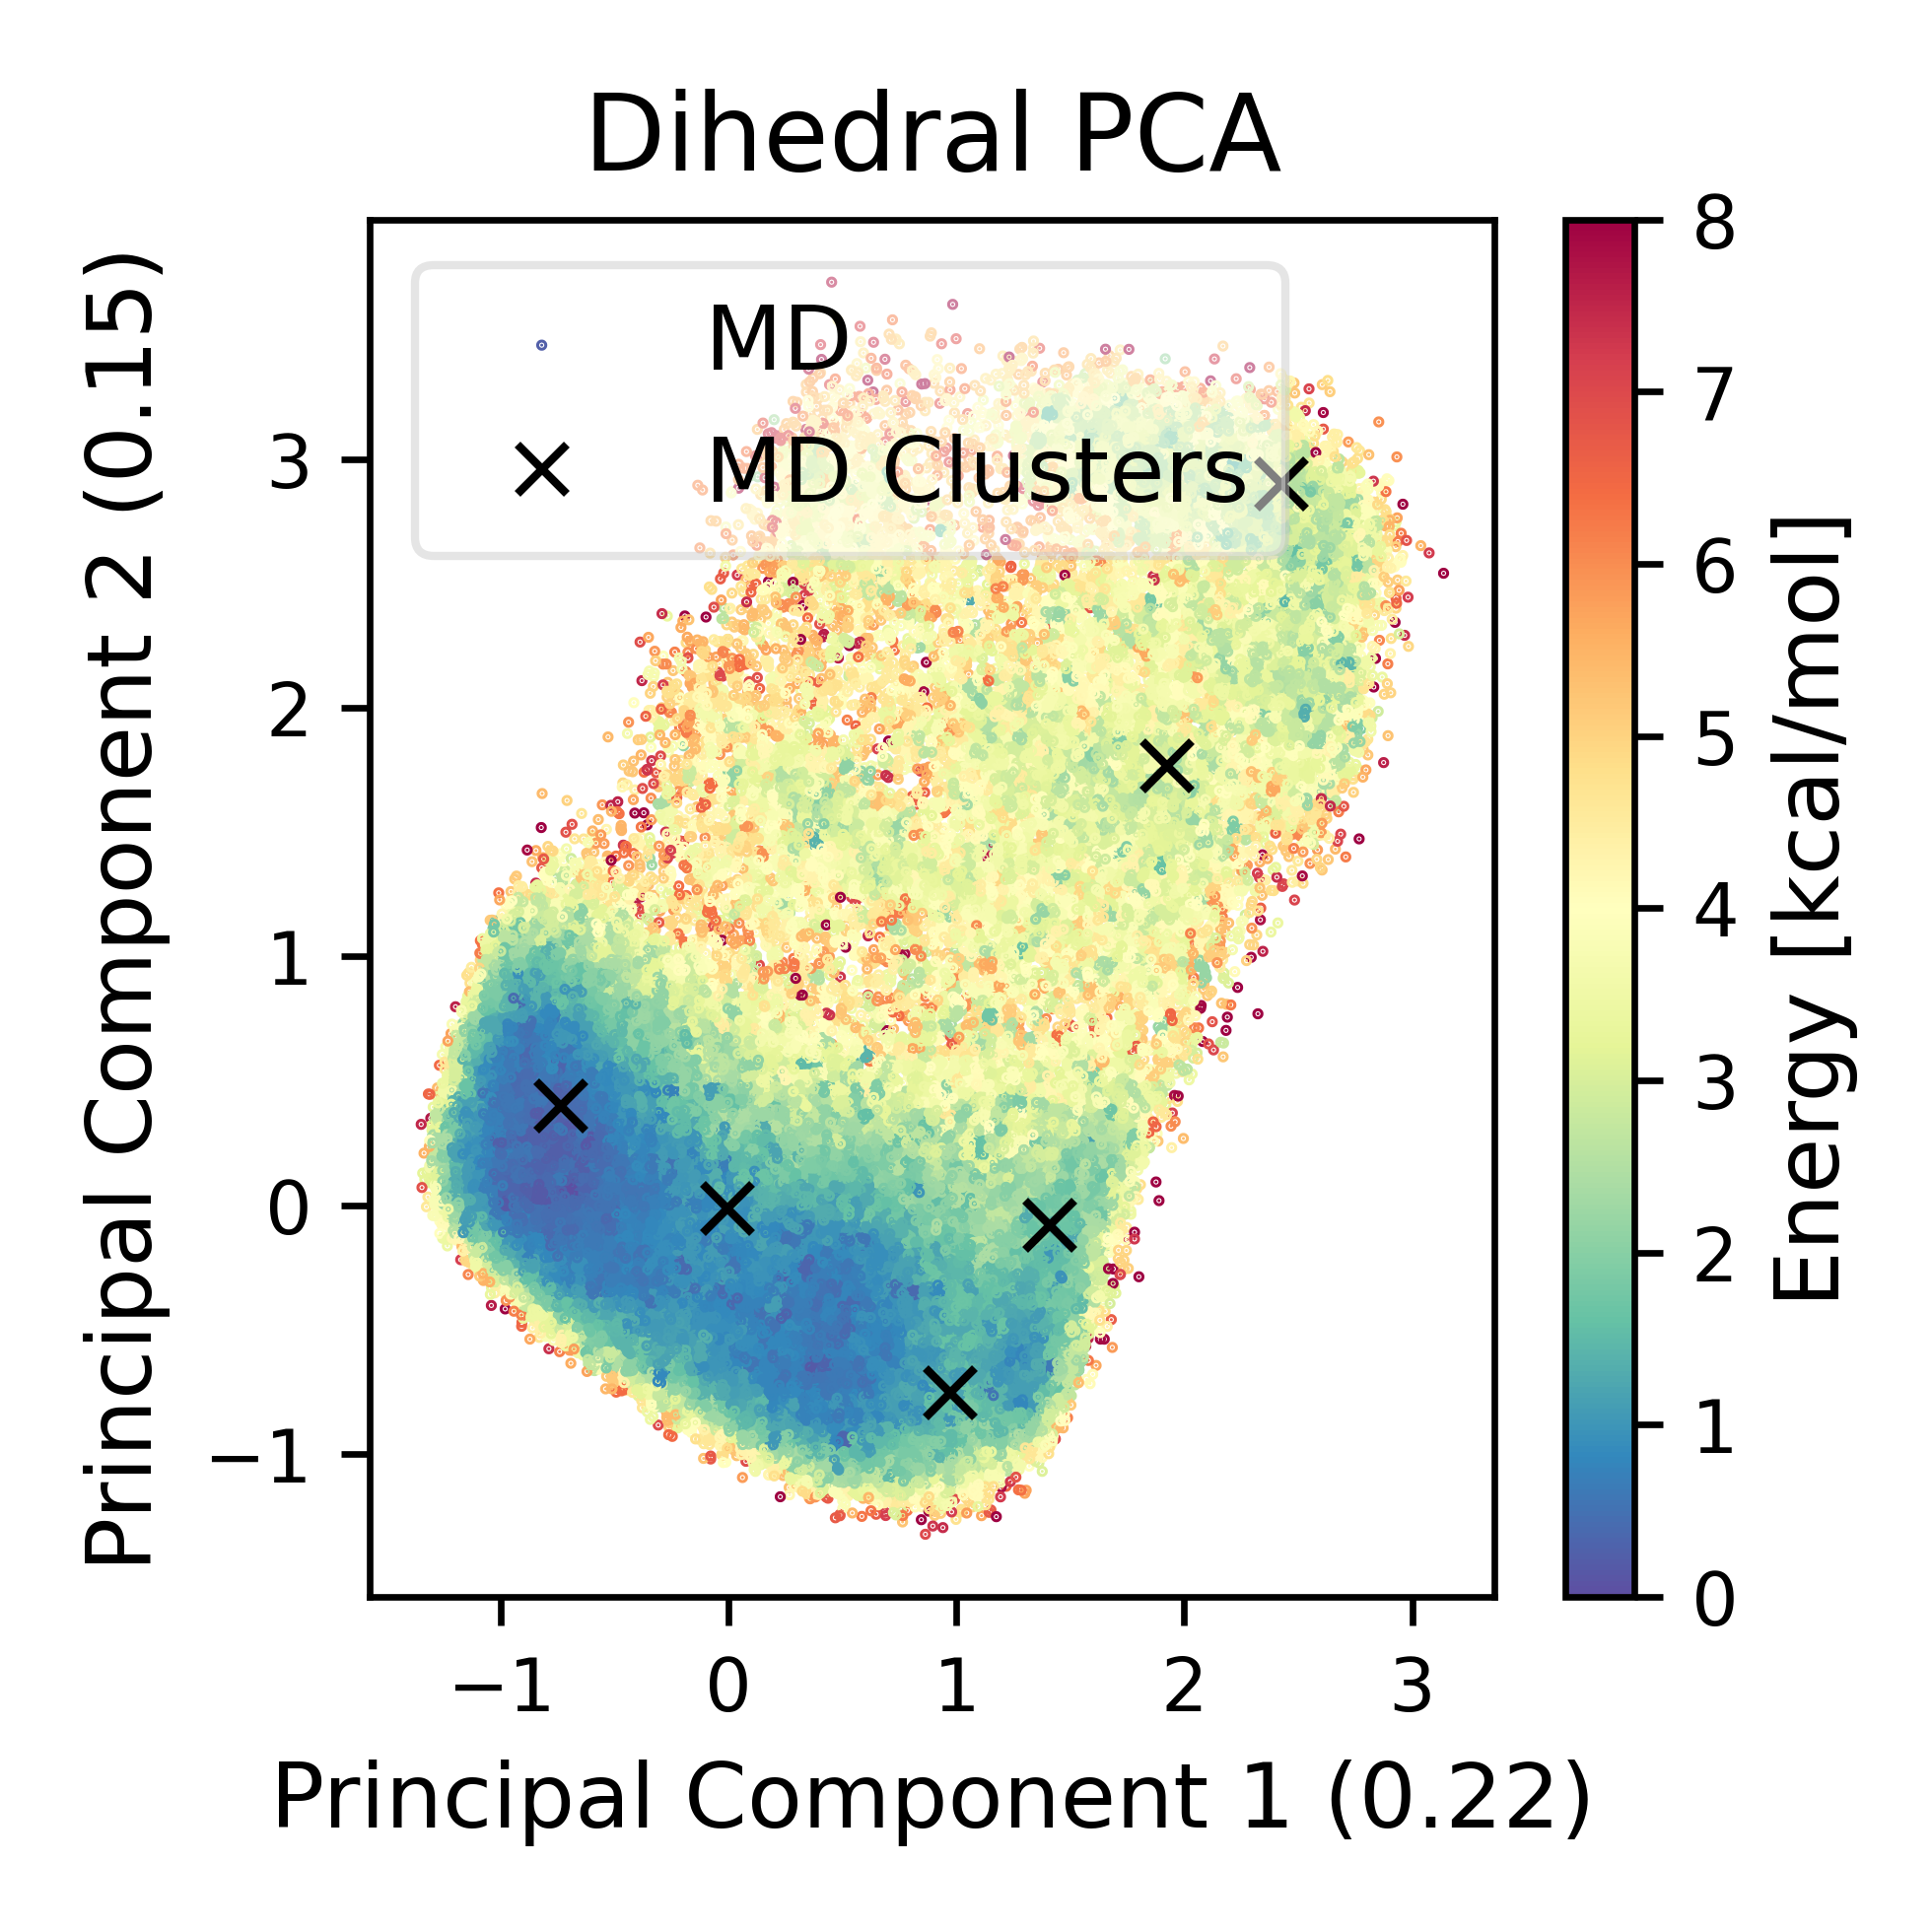 Dihedral PCA
MD
MD Clusters
Principal Component 2 (0.15)
3
2
1
0
−1
−1 0 1 2 3
Principal Component 1 (0.22)
8
7
6
5
4
3
2
1
0
Energy [kcal/mol]